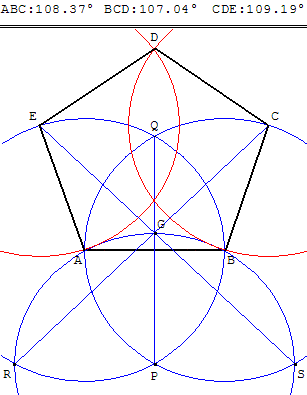 ABC:108.37° BCD:107.04° CDE:109.19°
D
E C
Q
G
A B
R P S